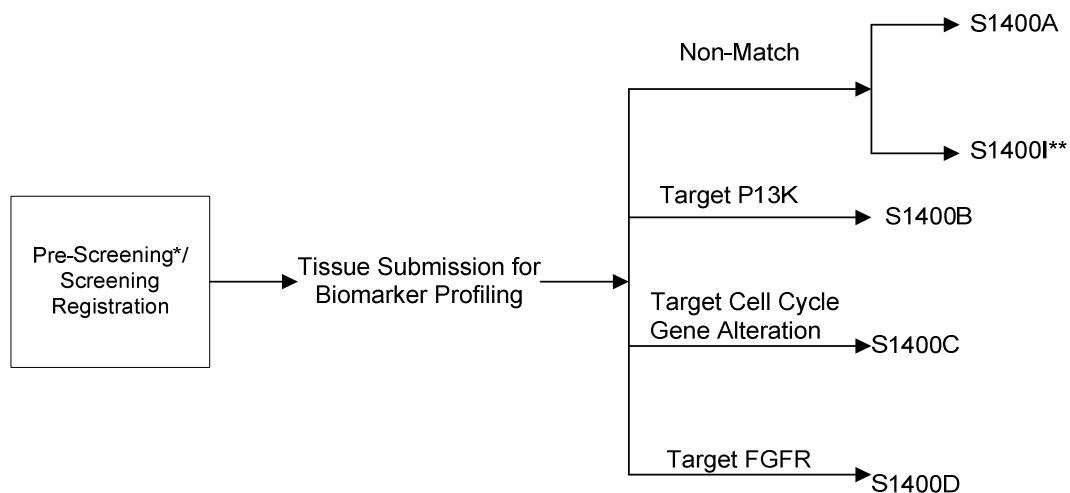 S1400A
Non-Match
S1400I**
Target P13K
S1400B
Pre-Screening*/
Screening
Registration
Tissue Submission for
Biomarker Profiling
Target Cell Cycle
Gene Alteration
S1400C
Target FGFR
S1400D